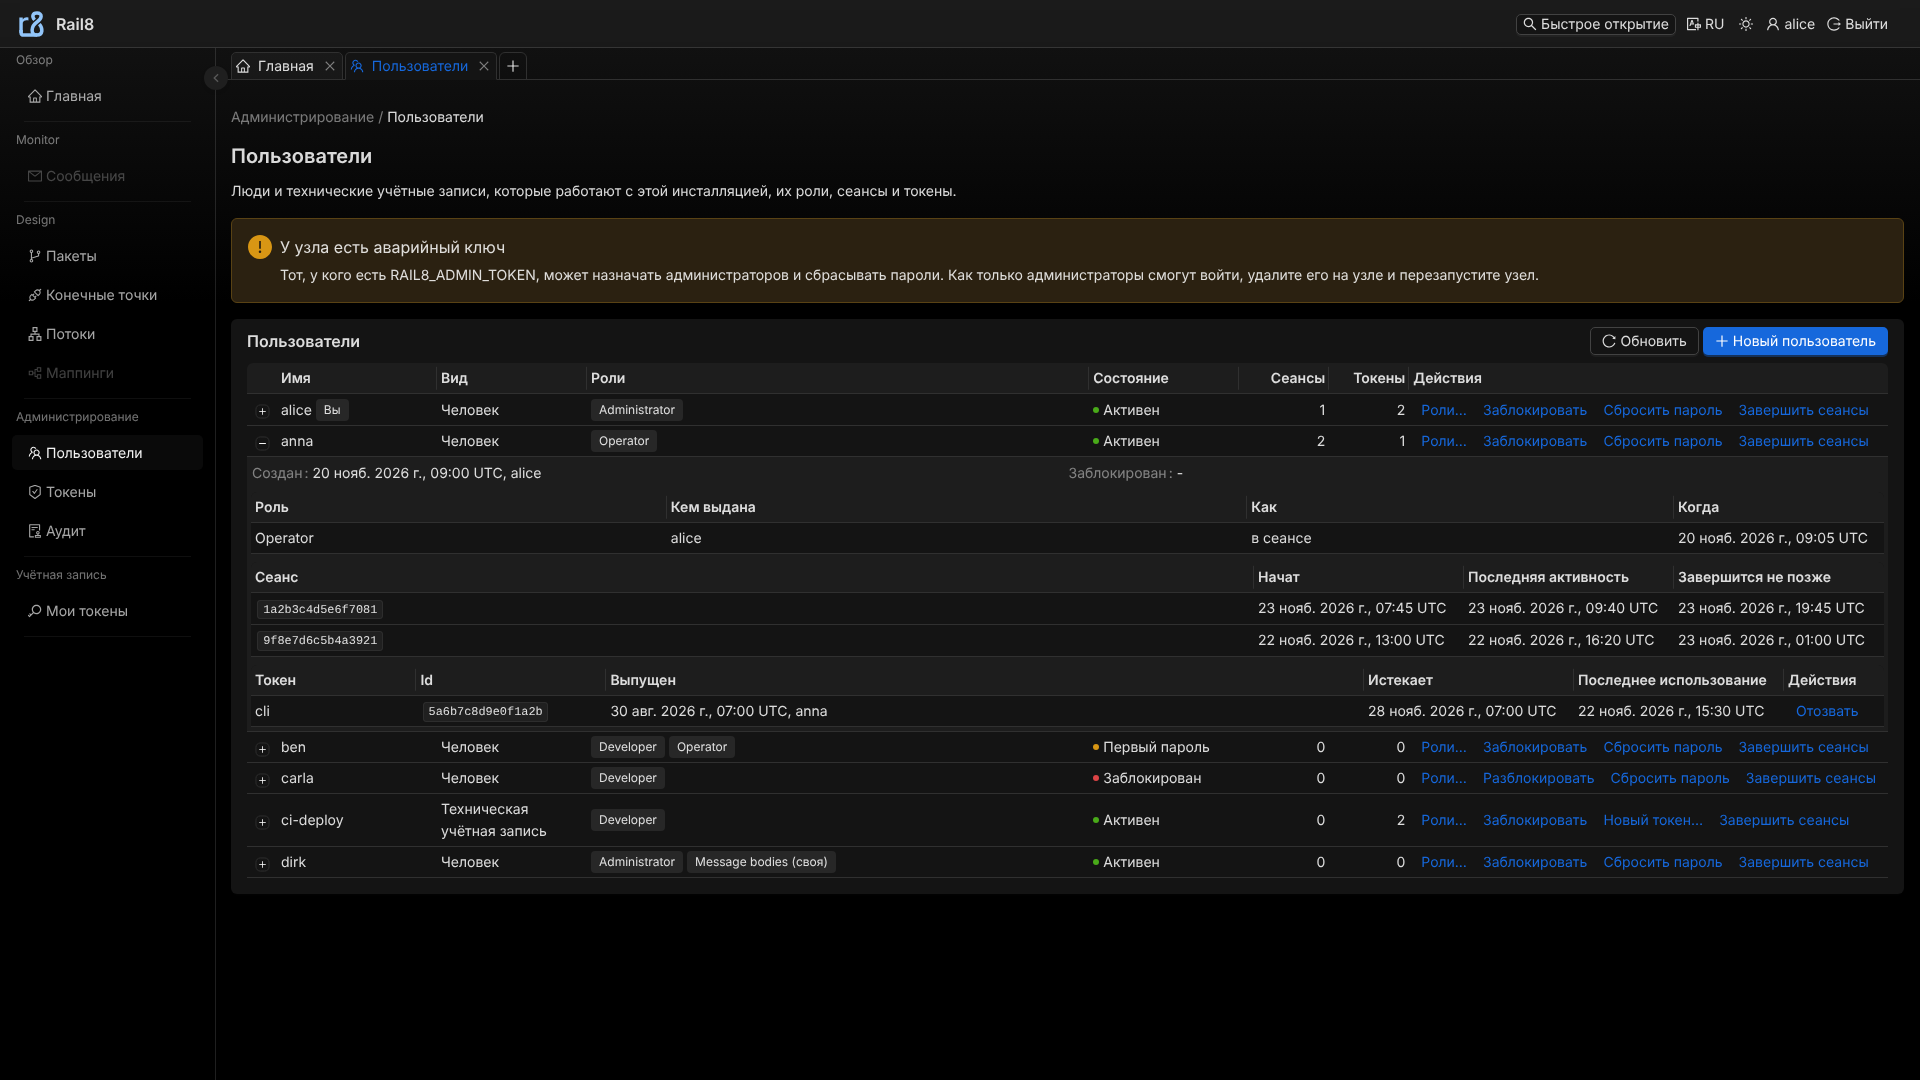 Rail8
Быстрое открытие RU alice Выйти
Обзор
Главная
Monitor
Сообщения
Design
Пакеты
Конечные точки
Потоки
Маппинги
Администрирование
Пользователи
Токены
Аудит
Учётная запись
Мои токены
Главная Пользователи
Администрирование / Пользователи
Пользователи
Люди и технические учётные записи, которые работают с этой инсталляцией, их роли, сеансы и токены.
У узла есть аварийный ключ
Тот, у кого есть RAIL8_ADMIN_TOKEN, может назначать администраторов и сбрасывать пароли. Как только администраторы смогут войти, удалите его на узле и перезапустите узел.
Пользователи Обновить Новый пользователь
Имя Вид Роли Состояние Сеансы Токены Действия
alice Вы Человек Administrator Активен 1 2 Роли... Заблокировать Сбросить пароль Завершить сеансы
anna Человек Operator Активен 2 1 Роли... Заблокировать Сбросить пароль Завершить сеансы
Создан: 20 нояб. 2026 г., 09:00 UTC, alice Заблокирован: -
Роль Кем выдана Как Когда
Operator alice в сеансе 20 нояб. 2026 г., 09:05 UTC
Сеанс Начат Последняя активность Завершится не позже
1a2b3c4d5e6f7081 23 нояб. 2026 г., 07:45 UTC 23 нояб. 2026 г., 09:40 UTC 23 нояб. 2026 г., 19:45 UTC
9f8e7d6c5b4a3921 22 нояб. 2026 г., 13:00 UTC 22 нояб. 2026 г., 16:20 UTC 23 нояб. 2026 г., 01:00 UTC
Токен Id Выпущен Истекает Последнее использование Действия
cli 5a6b7c8d9e0f1a2b 30 авг. 2026 г., 07:00 UTC, anna 28 нояб. 2026 г., 07:00 UTC 22 нояб. 2026 г., 15:30 UTC Отозвать
ben Человек Developer Operator Первый пароль 0 0 Роли... Заблокировать Сбросить пароль Завершить сеансы
carla Человек Developer Заблокирован 0 0 Роли... Разблокировать Сбросить пароль Завершить сеансы
ci-deploy Техническая учётная запись Developer Активен 0 2 Роли... Заблокировать Новый токен... Завершить сеансы
dirk Человек Administrator Message bodies (своя) Активен 0 0 Роли... Заблокировать Сбросить пароль Завершить сеансы